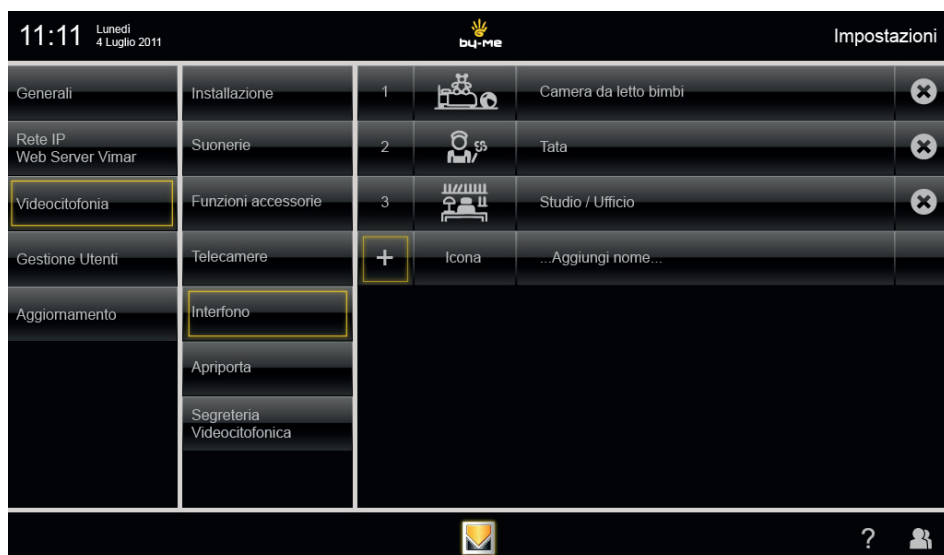 11:11
Lunedì
4 Luglio 2011
by-me
Impostazioni
Generali
Rete IP
Web Server Vimar
Videocitofonia
Gestione Utenti
Aggiornamento
Installazione
Suonerie
Funzioni accessorie
Telecamere
Interfono
Apriporta
Segreteria
Videocitofonica
1 Camera da letto bimbi
2 Tata
3 Studio / Ufficio
+ Icona ...Aggiungi nome...
?